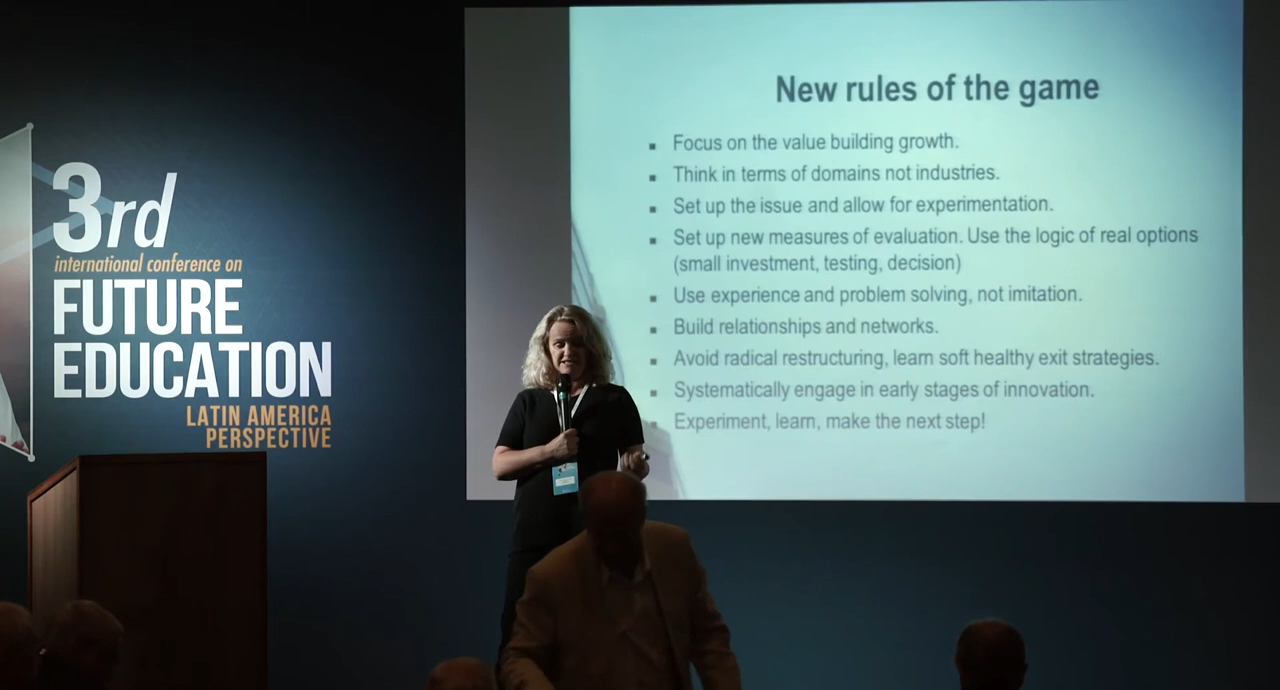 3rd
international conference on
FUTURE
EDUCATION
LATIN AMERICA
PERSPECTIVE
New rules of the game
▪ Focus on the value building growth.
▪ Think in terms of domains not industries.
▪ Set up the issue and allow for experimentation.
▪ Set up new measures of evaluation. Use the logic of real options
(small investment, testing, decision)
▪ Use experience and problem solving, not imitation.
▪ Build relationships and networks.
▪ Avoid radical restructuring, learn soft healthy exit strategies.
▪ Systematically engage in early stages of innovation.
▪ Experiment, learn, make the next step!